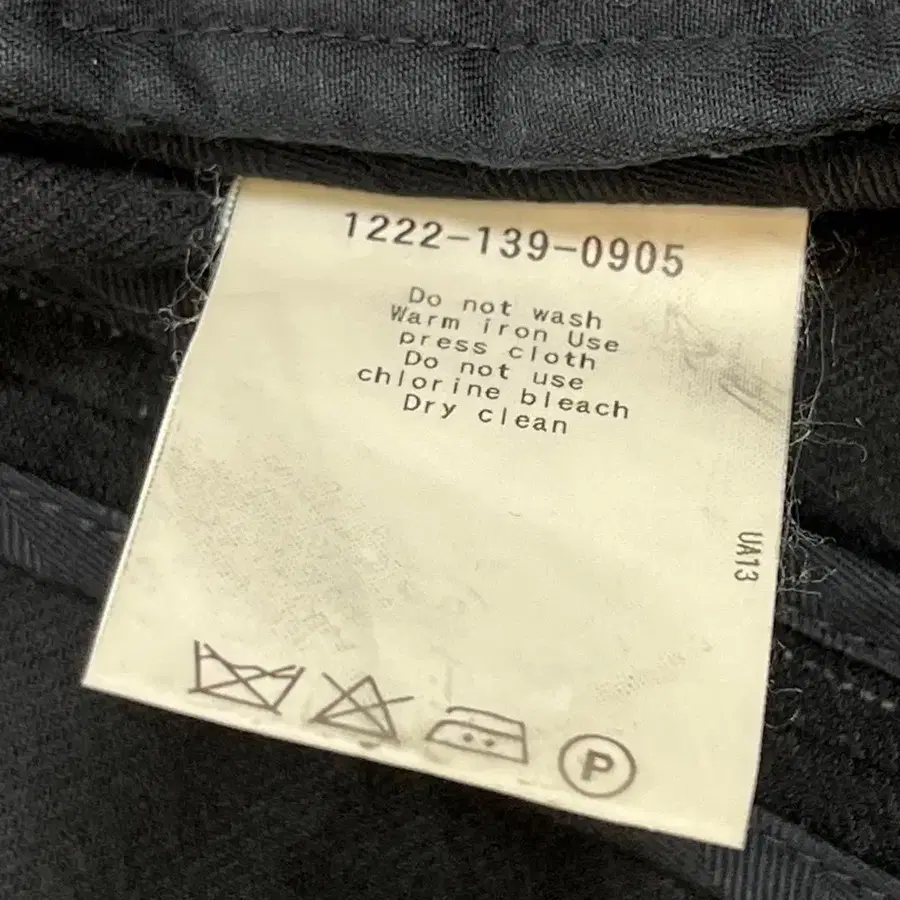 1222-139-0905
Do not wash
Warm iron Use
press cloth
Do not use
chlorine bleach
Dry clean
UA13
P